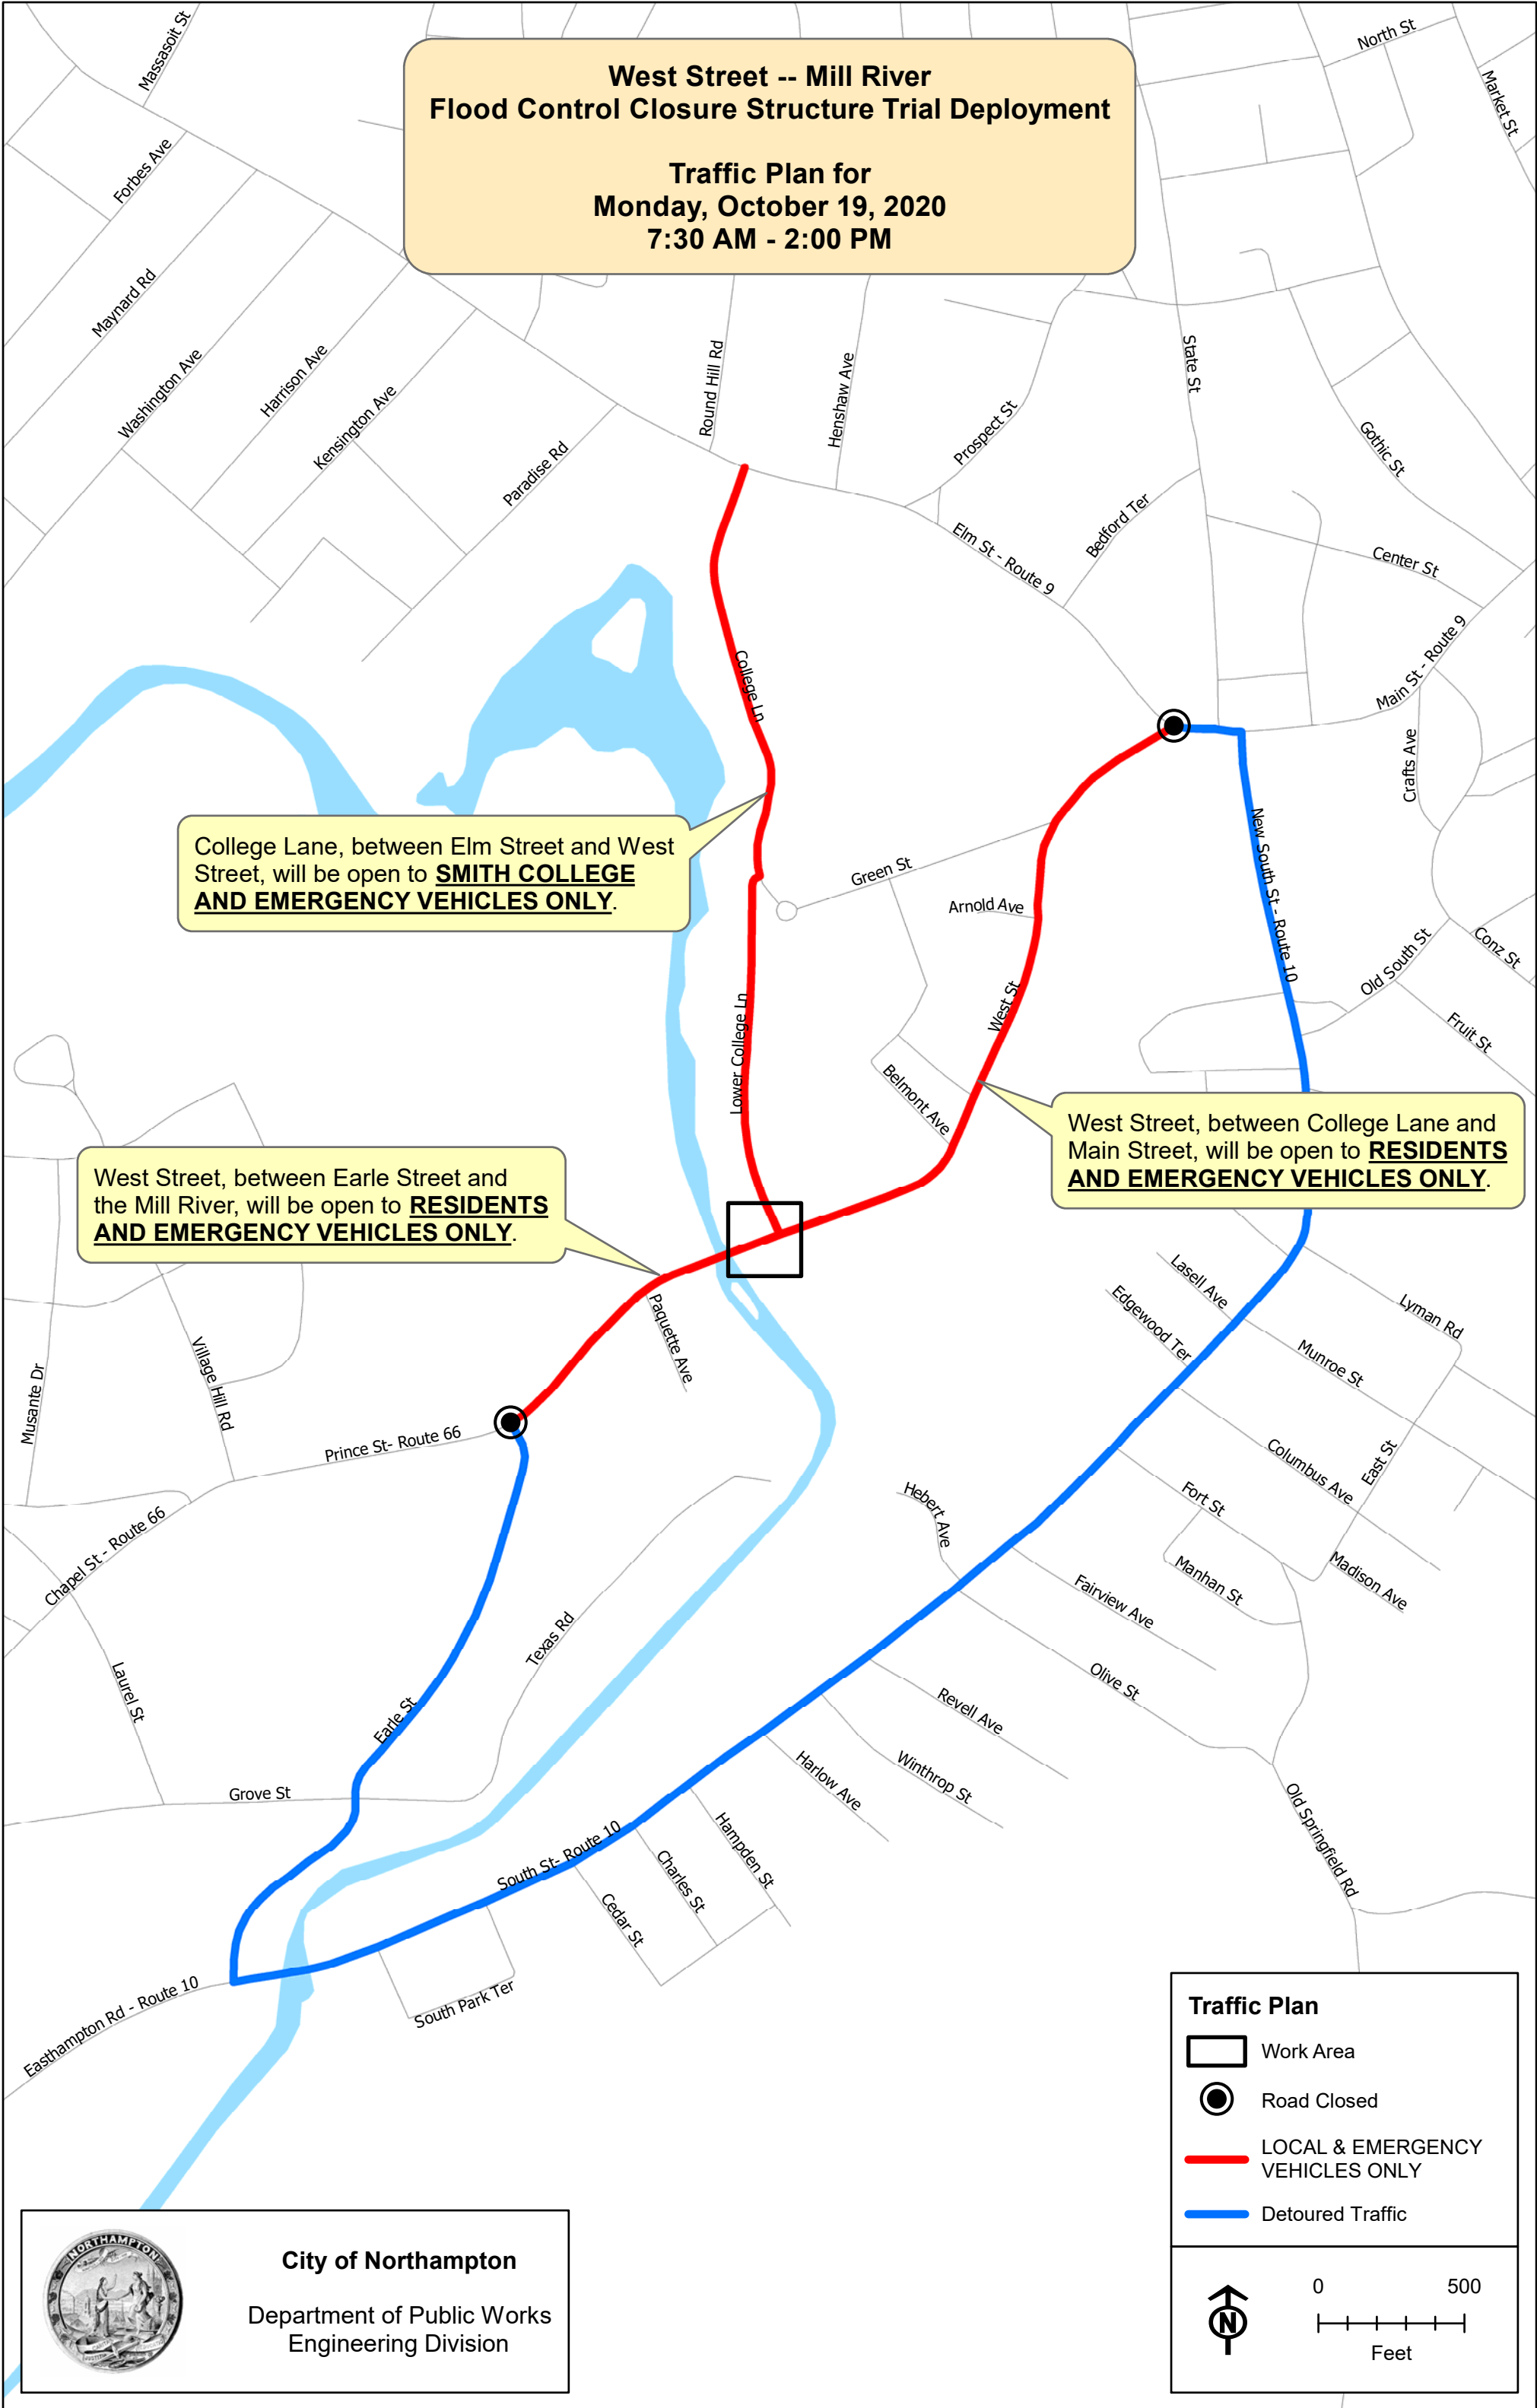 West Street -- Mill River
Flood Control Closure Structure Trial Deployment
Traffic Plan for
Monday, October 19, 2020
7:30 AM - 2:00 PM
Massasoit St
North St
Market St
Forbes Ave
Maynard Rd
Washington Ave
Harrison Ave
Kensington Ave
Paradise Rd
Round Hill Rd
Henshaw Ave
Prospect St
State St
Gothic St
Bedford Ter
Elm St - Route 9
Center St
Main St - Route 9
College Ln
Crafts Ave
College Lane, between Elm Street and West
Street, will be open to SMITH COLLEGE
AND EMERGENCY VEHICLES ONLY.
Green St
Arnold Ave
New South St - Route 10
Old South St
Conz St
Fruit St
West St
Lower College Ln
Belmont Ave
West Street, between College Lane and
Main Street, will be open to RESIDENTS
AND EMERGENCY VEHICLES ONLY.
West Street, between Earle Street and
the Mill River, will be open to RESIDENTS
AND EMERGENCY VEHICLES ONLY.
Paquette Ave
Lasell Ave
Edgewood Ter
Lyman Rd
Munroe St
Musante Dr
Village Hill Rd
Prince St- Route 66
Columbus Ave
East St
Hebert Ave
Fort St
Chapel St - Route 66
Manhan St
Madison Ave
Fairview Ave
Texas Rd
Laurel St
Olive St
Earle St
Revell Ave
Winthrop St
Harlow Ave
Grove St
Old Springfield Rd
South St- Route 10
Hampden St
Charles St
Cedar St
Easthampton Rd - Route 10
South Park Ter
Traffic Plan
Work Area
Road Closed
LOCAL & EMERGENCY
VEHICLES ONLY
Detoured Traffic
N
0 500
Feet
NORTHAMPTON
City of Northampton
Department of Public Works
Engineering Division